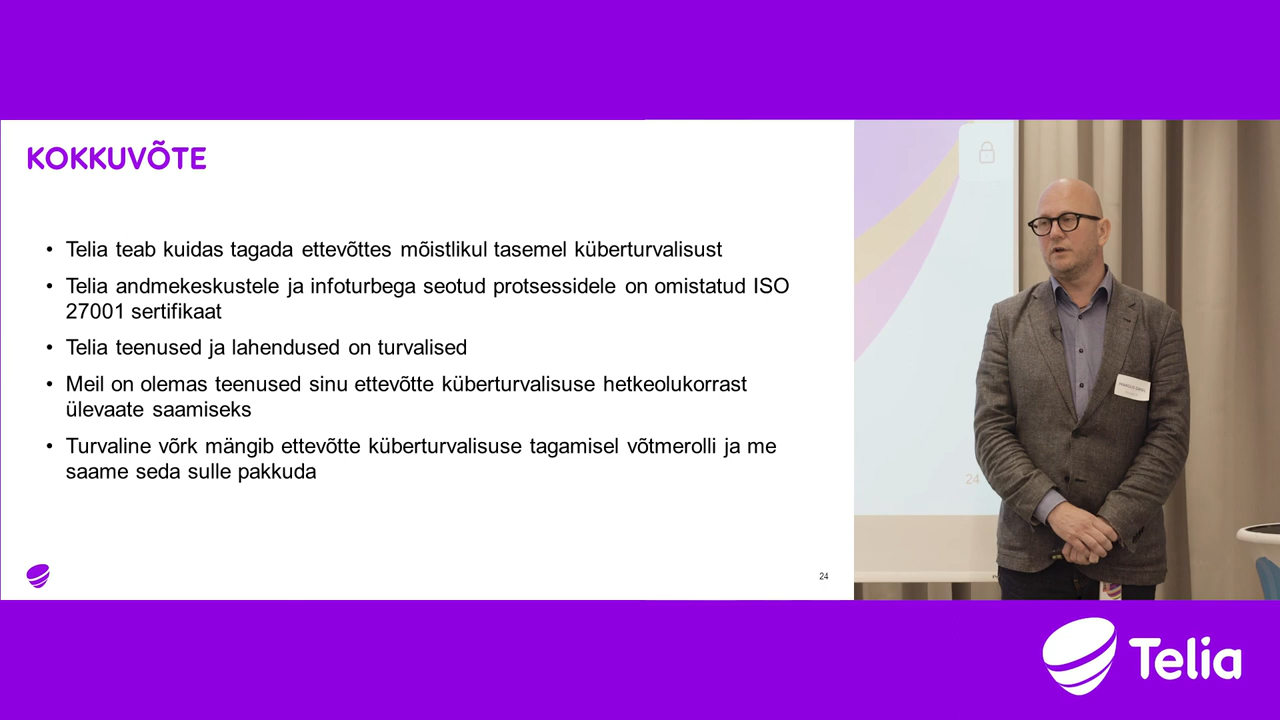 KOKKUVÕTE
• Telia teab kuidas tagada ettevõttes mõistlikul tasemel küberturvalisust
• Telia andmekeskustele ja infoturbega seotud protsessidele on omistatud ISO
27001 sertifikaat
• Telia teenused ja lahendused on turvalised
• Meil on olemas teenused sinu ettevõtte küberturvalisuse hetkeolukorrast
ülevaate saamiseks
• Turvaline võrk mängib ettevõtte küberturvalisuse tagamisel võtmerolli ja me
saame seda sulle pakkuda
24
24
Telia